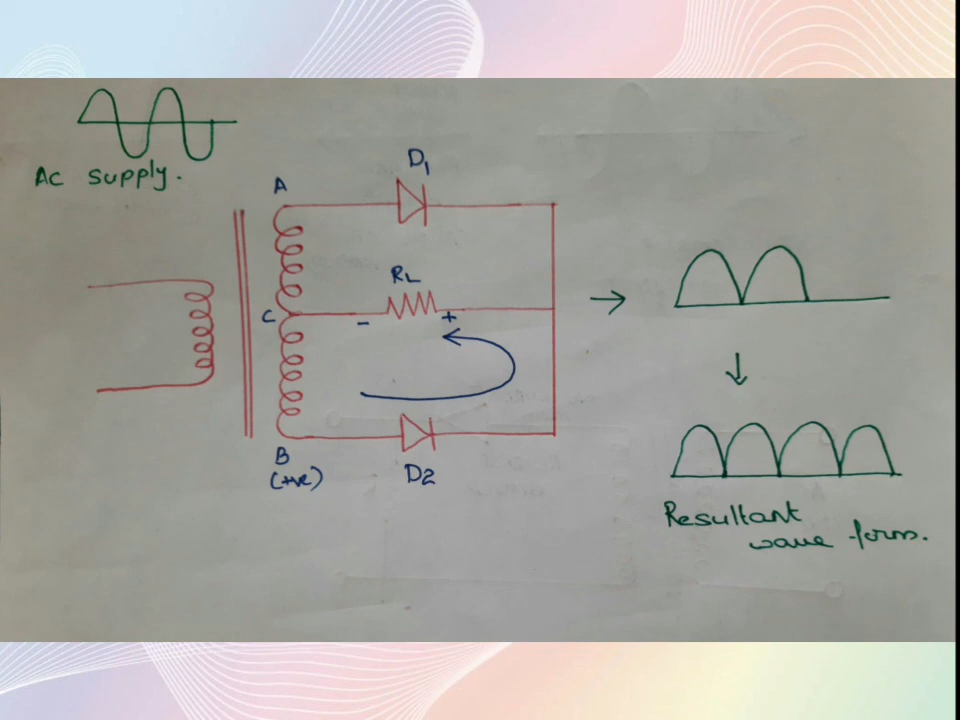 Ac supply.
A
D1
RL
C
-
+
B
(+ve)
D2
Resultant
wave form.